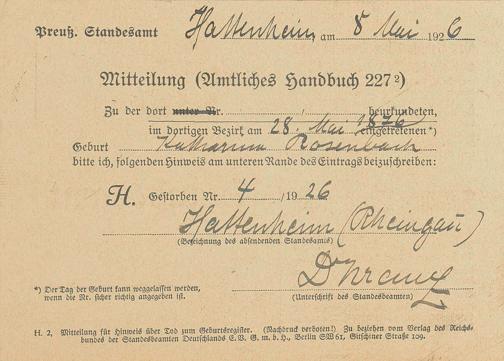 Preuß. Standesamt Hattenheim, am 8 Mai 1926
Mitteilung (Amtliches Handbuch 227²)
Zu der dort unter Nr. beurkundeten,
im dortigen Bezirk am 28. Mai 1876 eingetretenen*)
Geburt Katharina Rosenbach
bitte ich, folgenden Hinweis am unteren Rande des Eintrags beizuschreiben:
H. Gestorben Nr. 4/1926
Hattenheim (Rheingau)
(Bezeichnung des absendenden Standesamts)
*) Der Tag der Geburt kann weggelassen werden,
wenn die Nr. sicher richtig angegeben ist.
(Unterschrift des Standesbeamten)
H. 2. Mitteilung für Hinweis über Tod zum Geburtsregister. (Nachdruck verboten!) Zu beziehen vom Verlag des Reichs-
bundes der Standesbeamten Deutschlands E. V. G. m. b. H., Berlin SW 61, Gitschiner Straße 109.